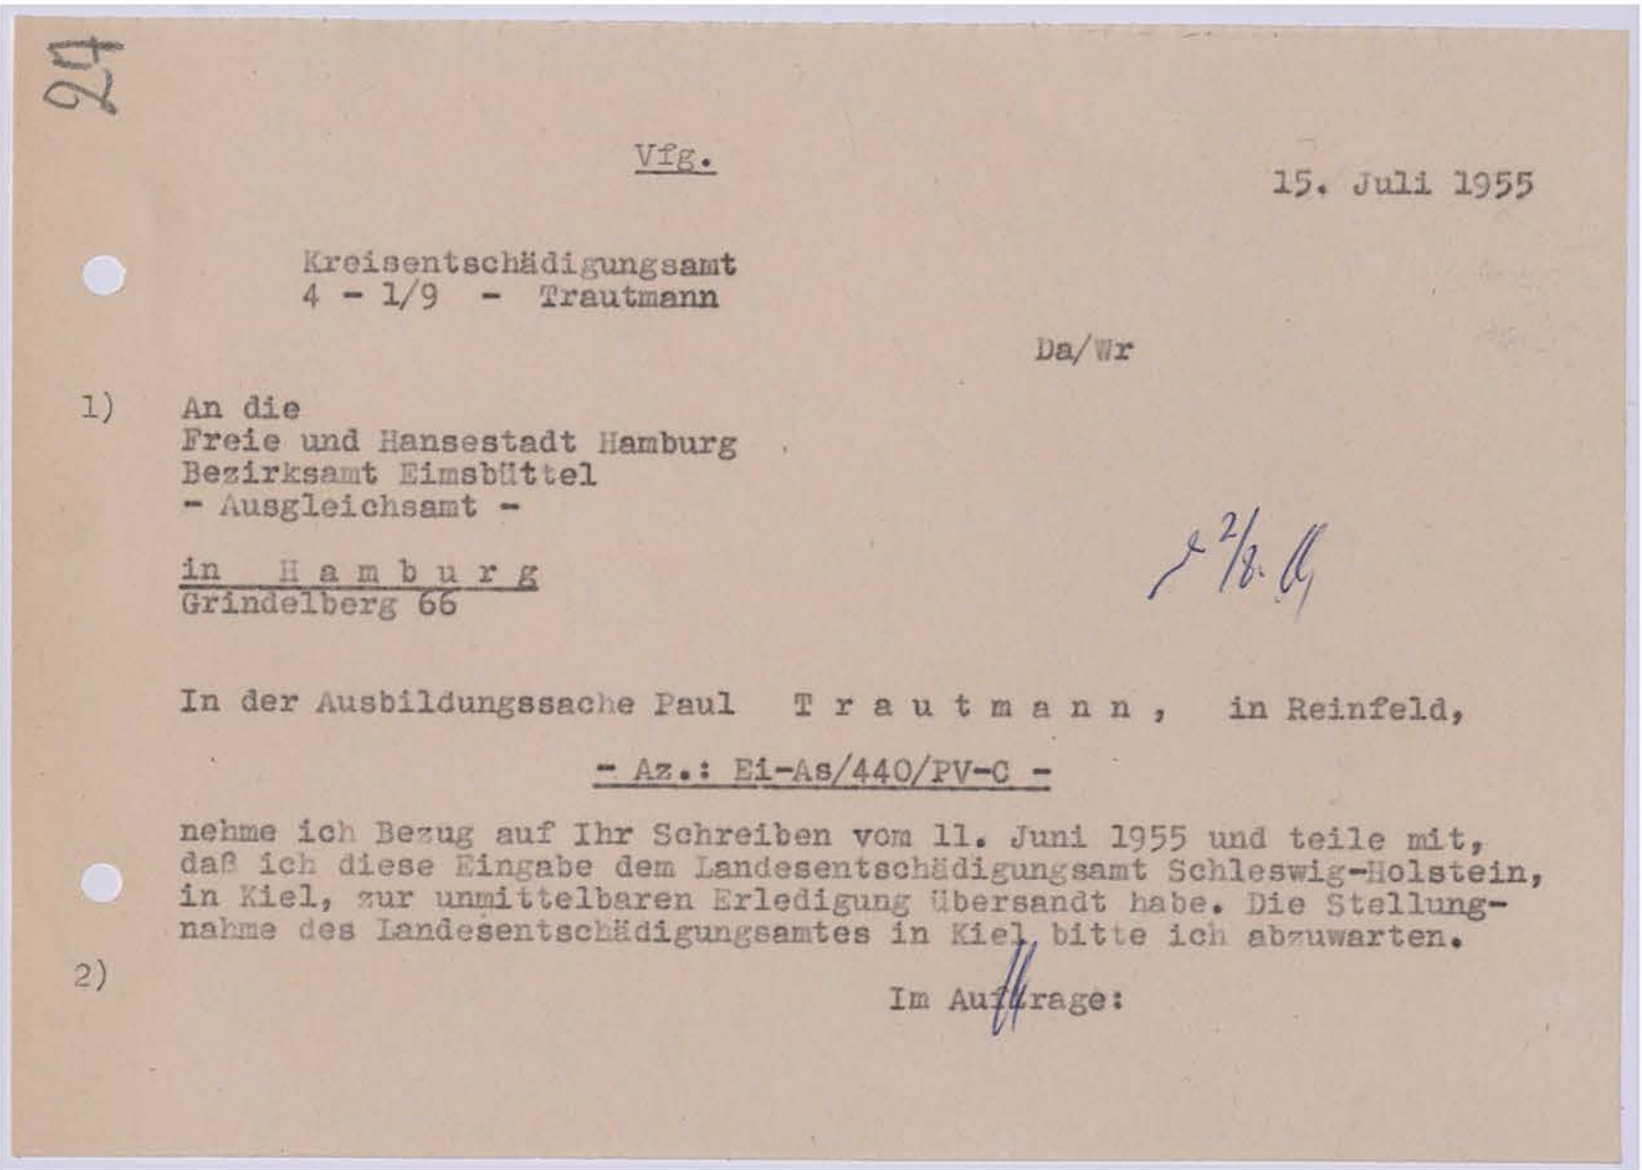 24
Vfg.
15. Juli 1955
Kreisentschädigungsamt
4 - 1/9 - Trautmann
Da/Wr
1) An die
Freie und Hansestadt Hamburg
Bezirksamt Eimsbüttel
- Ausgleichsamt -
in H a m b u r g
Grindelberg 66
2/8.
In der Ausbildungssache Paul T r a u t m a n n , in Reinfeld,
- Az.: Ei-As/440/PV-C -
nehme ich Bezug auf Ihr Schreiben vom 11. Juni 1955 und teile mit,
daß ich diese Eingabe dem Landesentschädigungsamt Schleswig-Holstein,
in Kiel, zur unmittelbaren Erledigung übersandt habe. Die Stellung-
nahme des Landesentschädigungsamtes in Kiel, bitte ich abzuwarten.
2)
Im Auftrage: